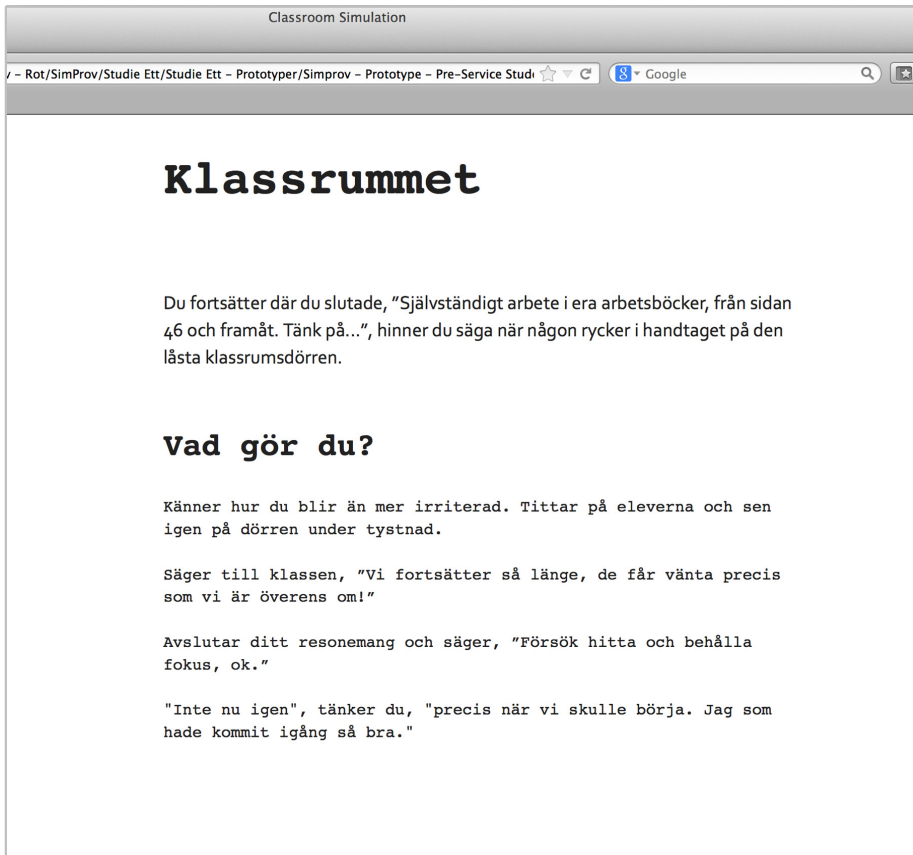 Classroom Simulation
– Rot/SimProv/Studie Ett/Studie Ett – Prototyper/Simprov – Prototype – Pre-Service Stud
8 Google
Klassrummet
Du fortsätter där du slutade, ”Självständigt arbete i era arbetsböcker, från sidan
46 och framåt. Tänk på...”, hinner du säga när någon rycker i handtaget på den
låsta klassrumsdörren.
Vad gör du?
Känner hur du blir än mer irriterad. Tittar på eleverna och sen
igen på dörren under tystnad.
Säger till klassen, ”Vi fortsätter så länge, de får vänta precis
som vi är överens om!”
Avslutar ditt resonemang och säger, ”Försök hitta och behålla
fokus, ok.”
"Inte nu igen", tänker du, "precis när vi skulle börja. Jag som
hade kommit igång så bra."